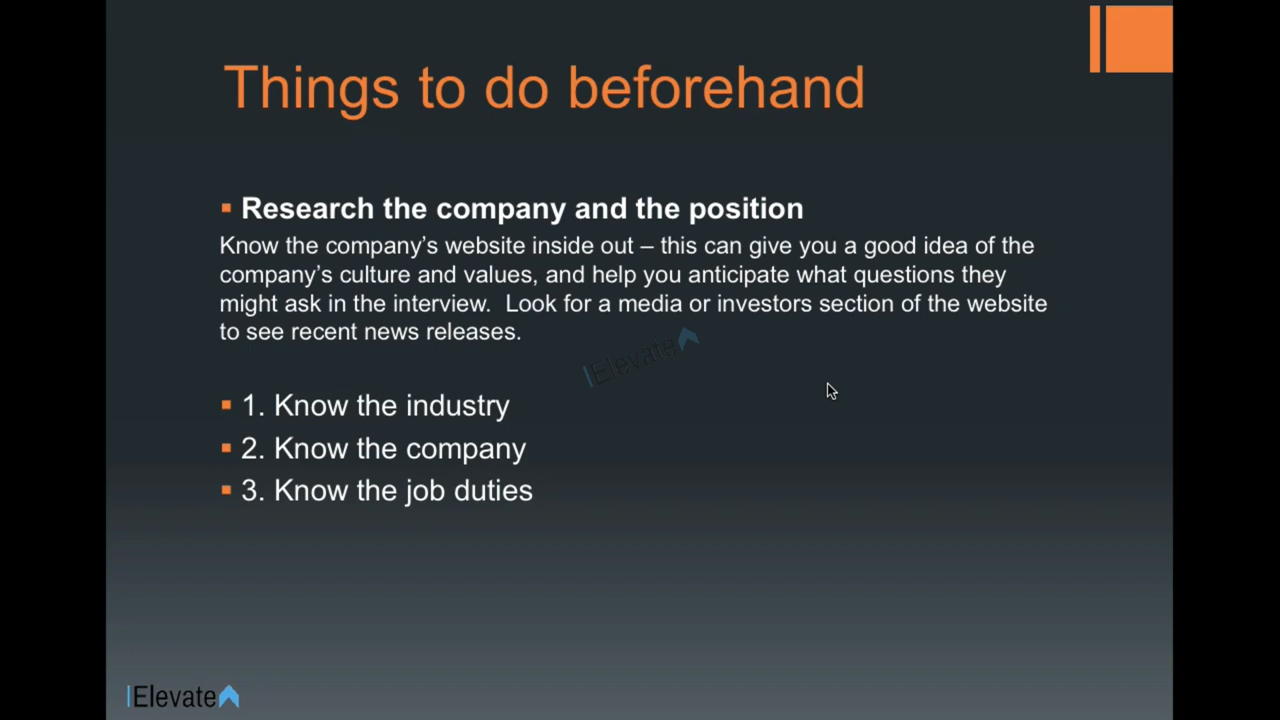 Things to do beforehand
Research the company and the position
Know the company’s website inside out – this can give you a good idea of the
company’s culture and values, and help you anticipate what questions they
might ask in the interview.  Look for a media or investors section of the website
to see recent news releases.
Elevate
1. Know the industry
2. Know the company
3. Know the job duties
Elevate